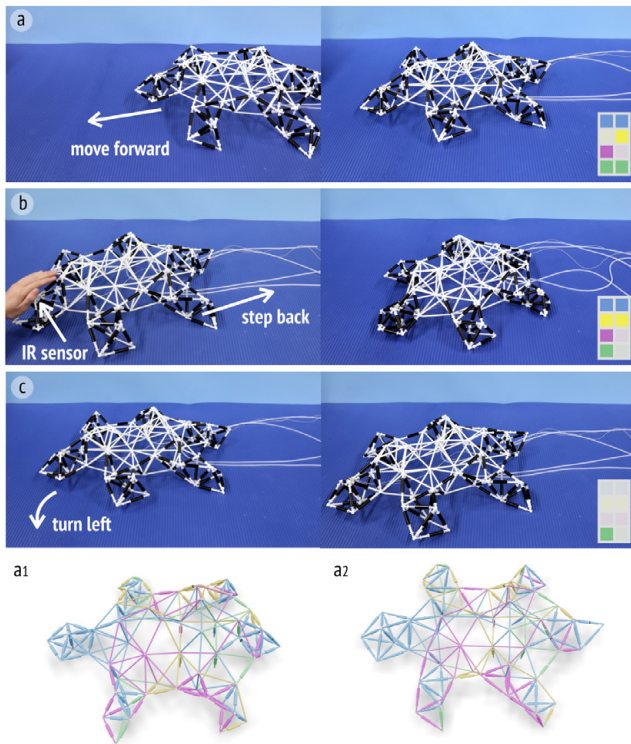 a
move forward
b
IR sensor
step back
c
turn left
a1
a2